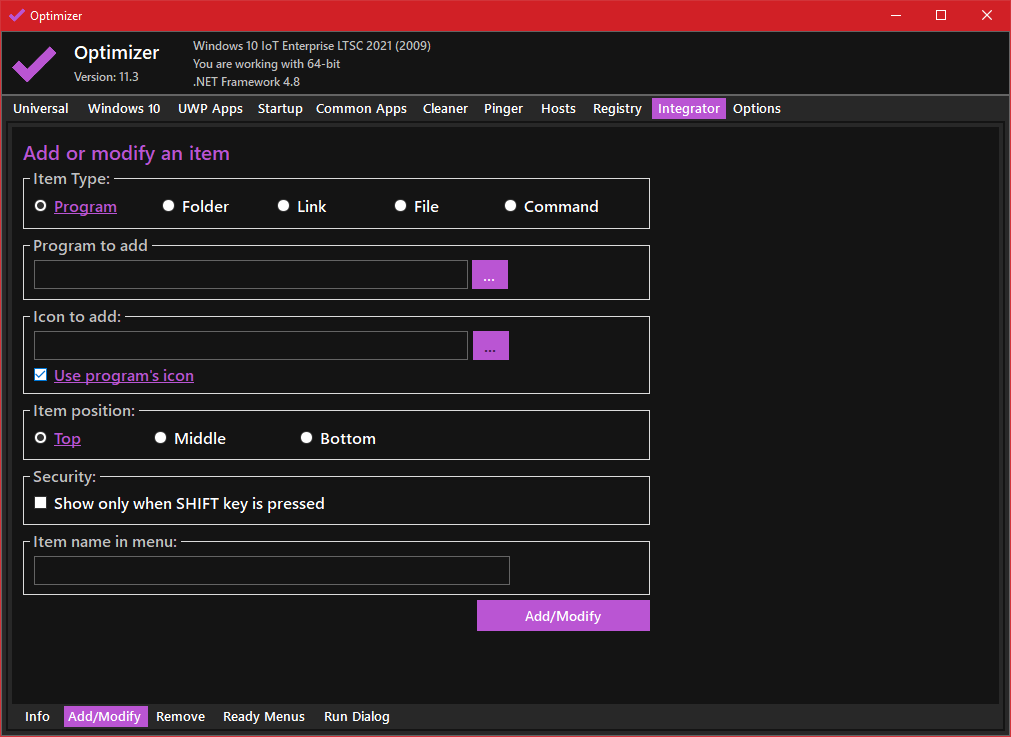 Optimizer
Optimizer
Version: 11.3
Windows 10 IoT Enterprise LTSC 2021 (2009)
You are working with 64-bit
.NET Framework 4.8
Universal Windows 10 UWP Apps Startup Common Apps Cleaner Pinger Hosts Registry Integrator Options
Add or modify an item
Item Type:
Program Folder Link File Command
Program to add
...
Icon to add:
...
Use program's icon
Item position:
Top Middle Bottom
Security:
Show only when SHIFT key is pressed
Item name in menu:
Add/Modify
Info Add/Modify Remove Ready Menus Run Dialog